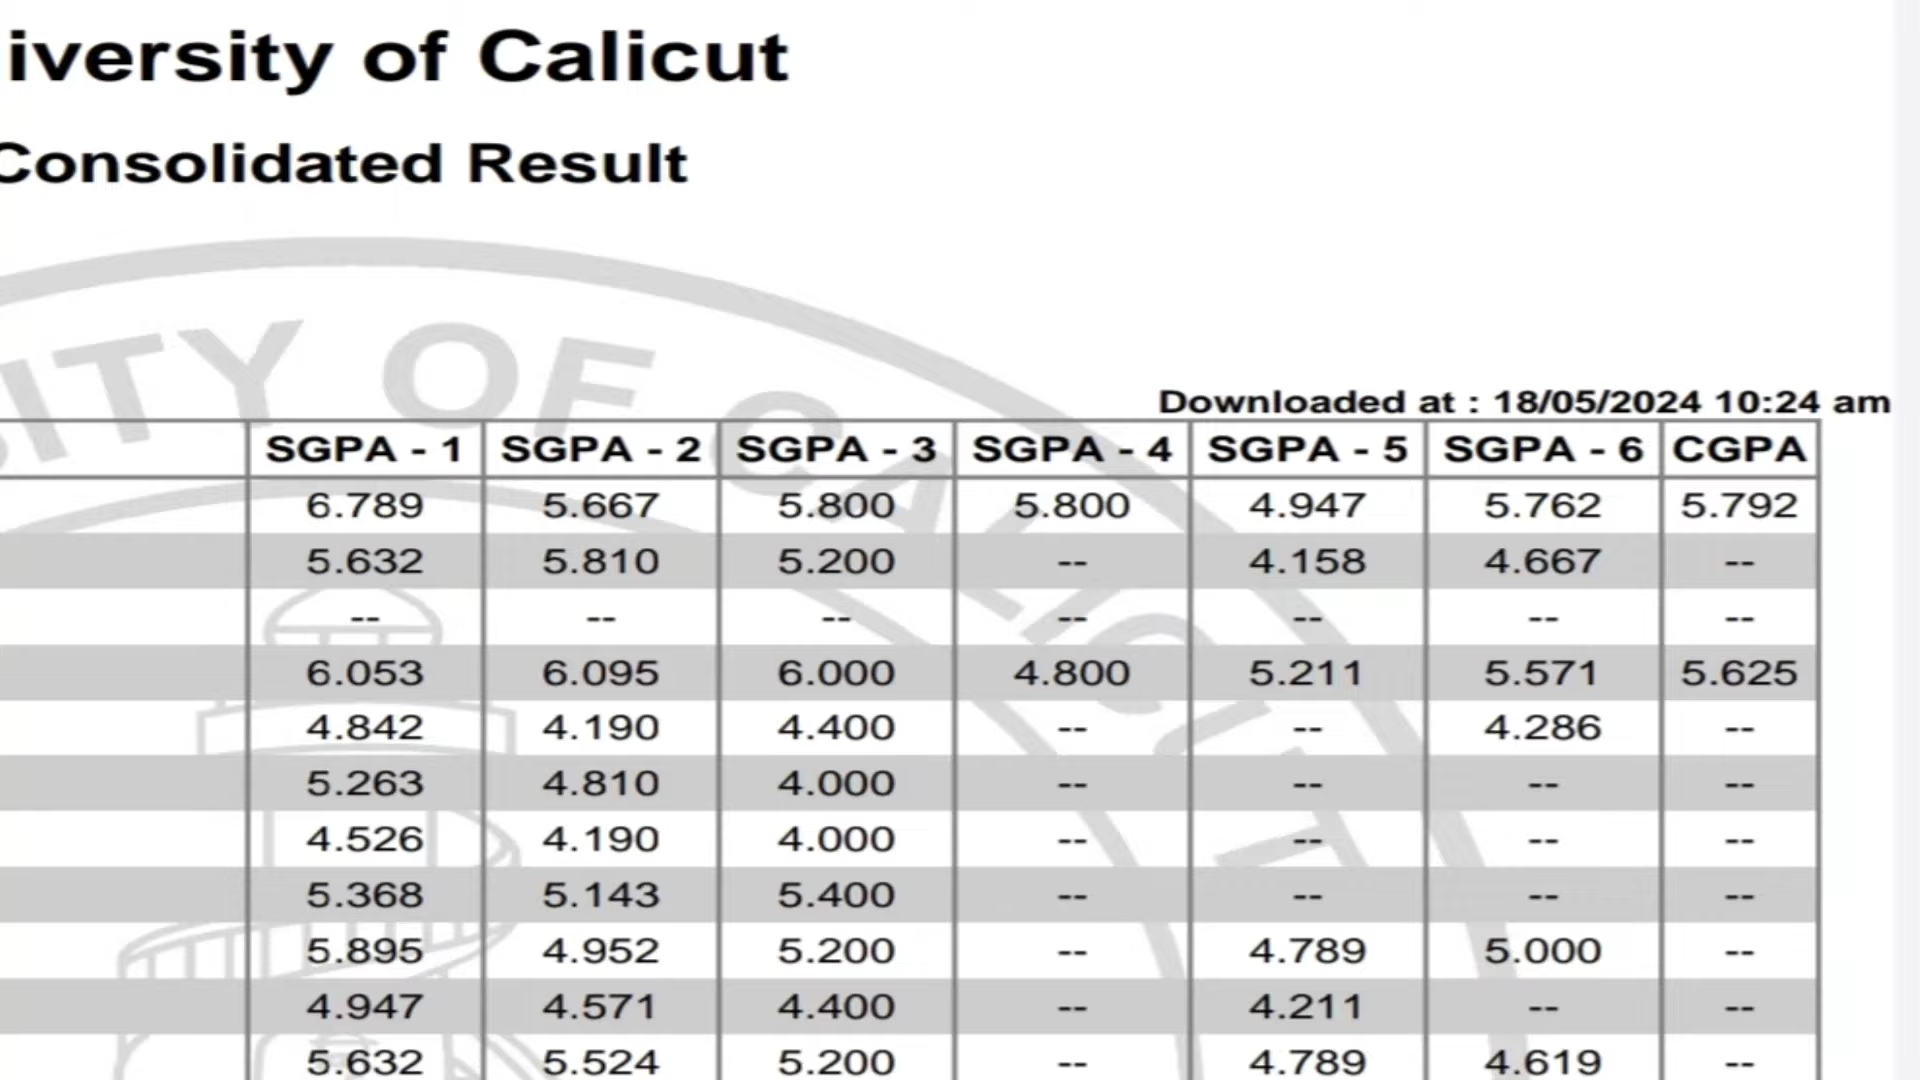 iversity of Calicut
Consolidated Result
SITY OF CALICUT
Downloaded at : 18/05/2024 10:24 am
SGPA - 1 SGPA - 2 SGPA - 3 SGPA - 4 SGPA - 5 SGPA - 6 CGPA
6.789 5.667 5.800 5.800 4.947 5.762 5.792
5.632 5.810 5.200 -- 4.158 4.667 --
-- -- -- -- -- -- --
6.053 6.095 6.000 4.800 5.211 5.571 5.625
4.842 4.190 4.400 -- -- 4.286 --
5.263 4.810 4.000 -- -- -- --
4.526 4.190 4.000 -- -- -- --
5.368 5.143 5.400 -- -- -- --
5.895 4.952 5.200 -- 4.789 5.000 --
4.947 4.571 4.400 -- 4.211 -- --
5.632 5.524 5.200 -- 4.789 4.619 --